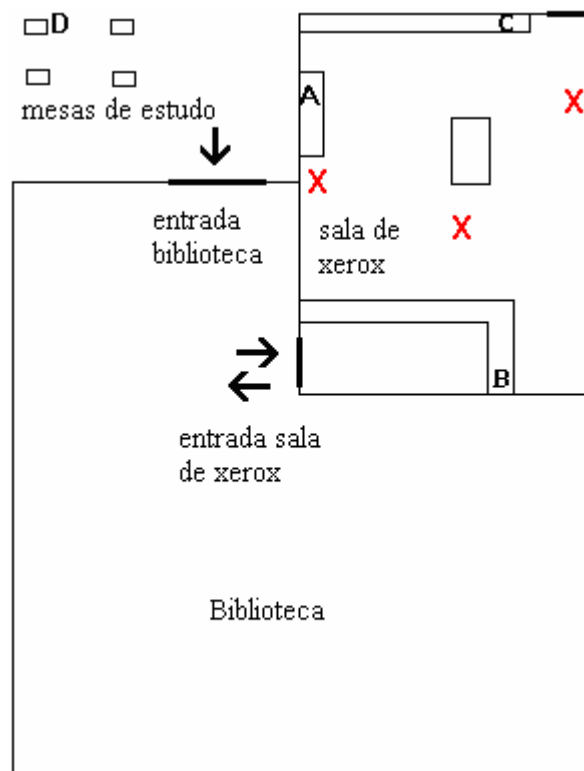 D
C
A
X
mesas de estudo
X
entrada
biblioteca
X
sala de
xerox
B
entrada sala
de xerox
Biblioteca